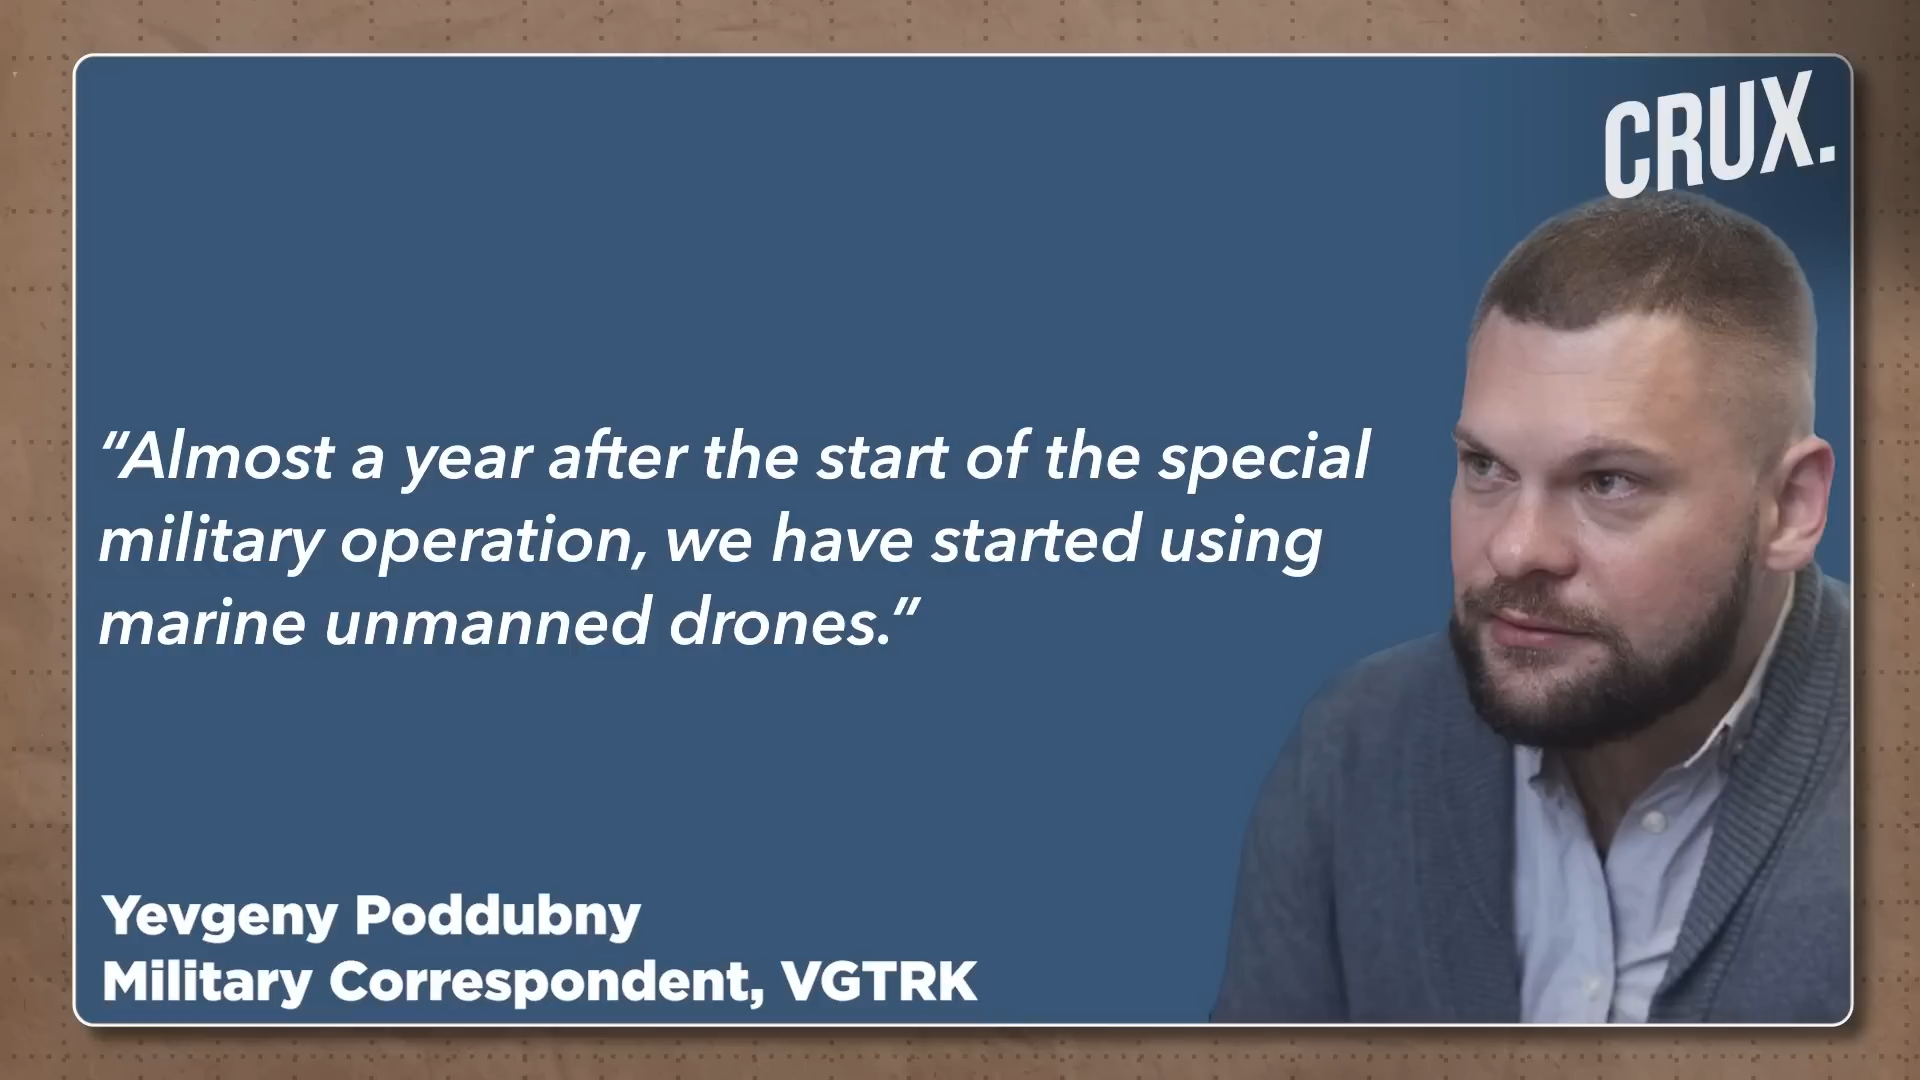 CRUX.
“Almost a year after the start of the special
military operation, we have started using
marine unmanned drones.”
Yevgeny Poddubny
Military Correspondent, VGTRK